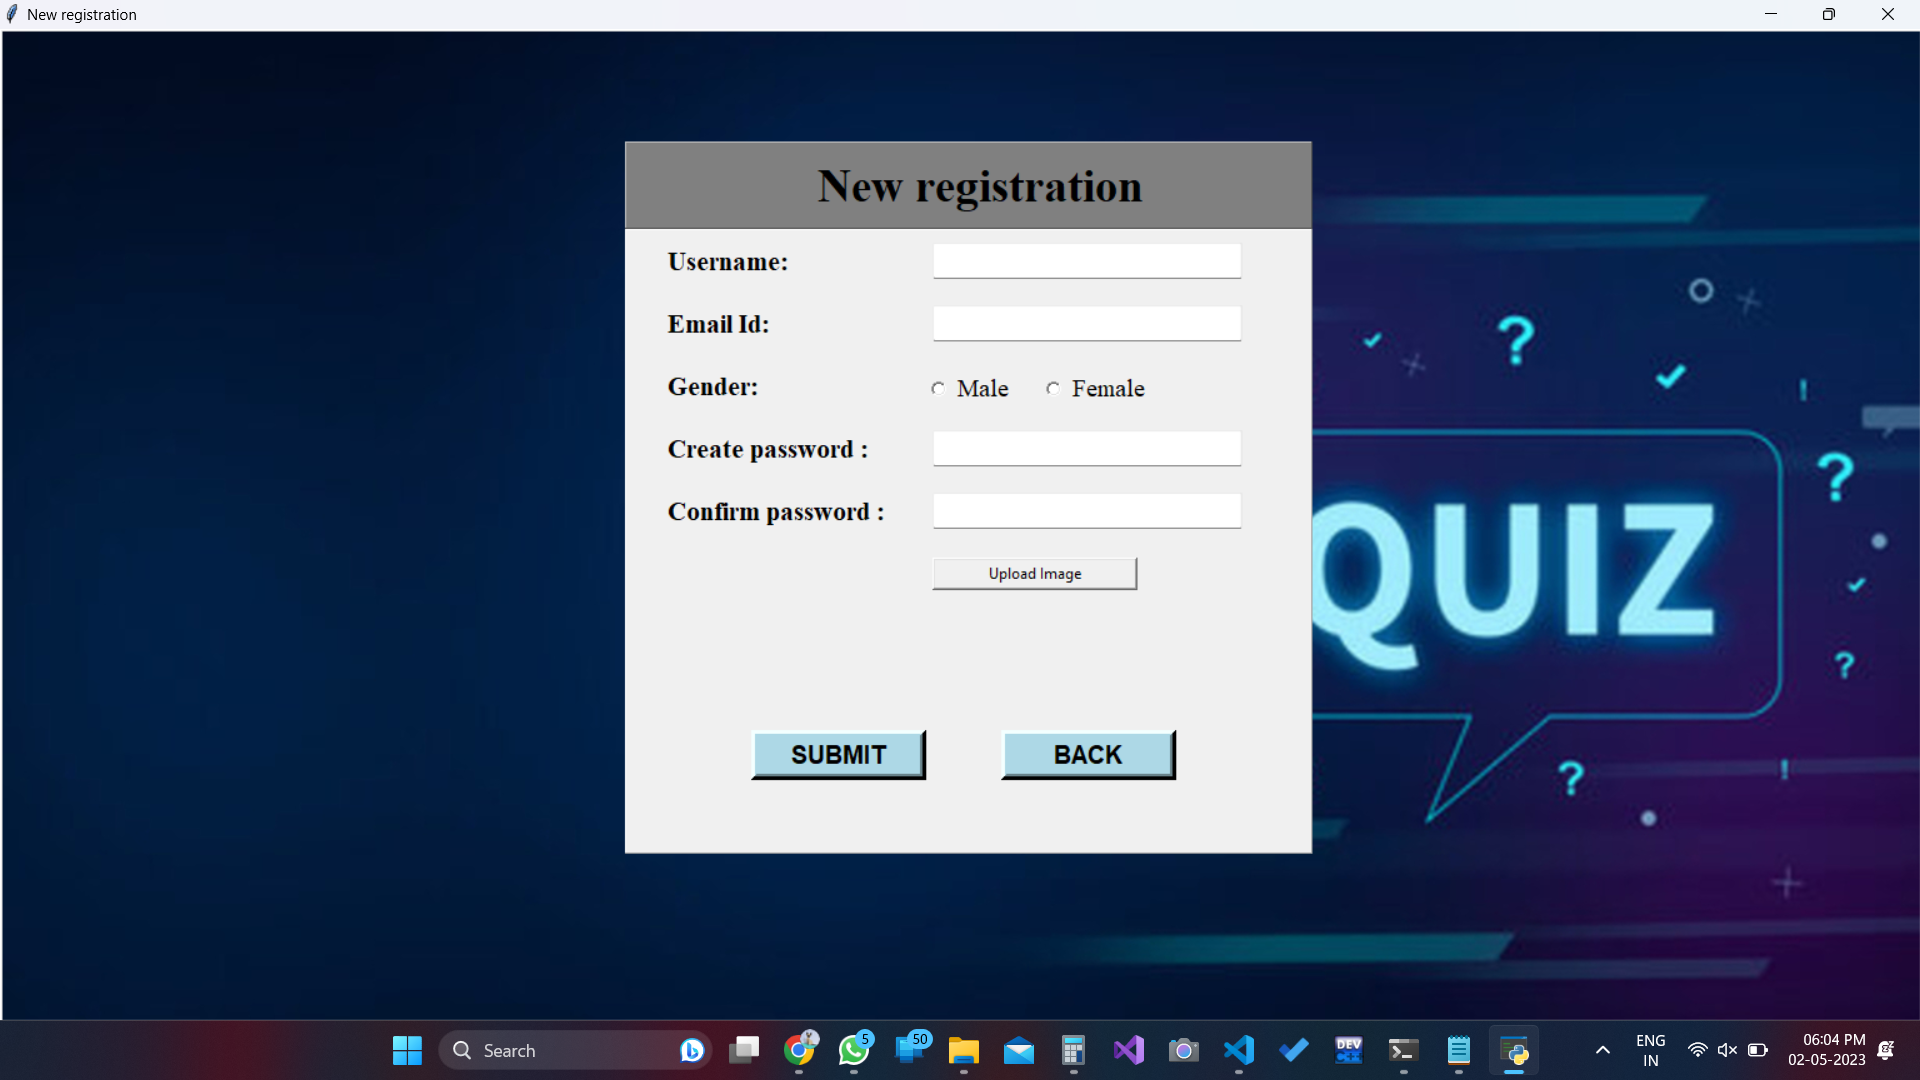 New registration
New registration
Username:
Email Id:
Gender:
Male
Female
Create password :
Confirm password :
Upload Image
SUBMIT
BACK
QUIZ
?
?
?
?
!
!
Search
5
50
DEV
C++
ENG
IN
06:04 PM
02-05-2023